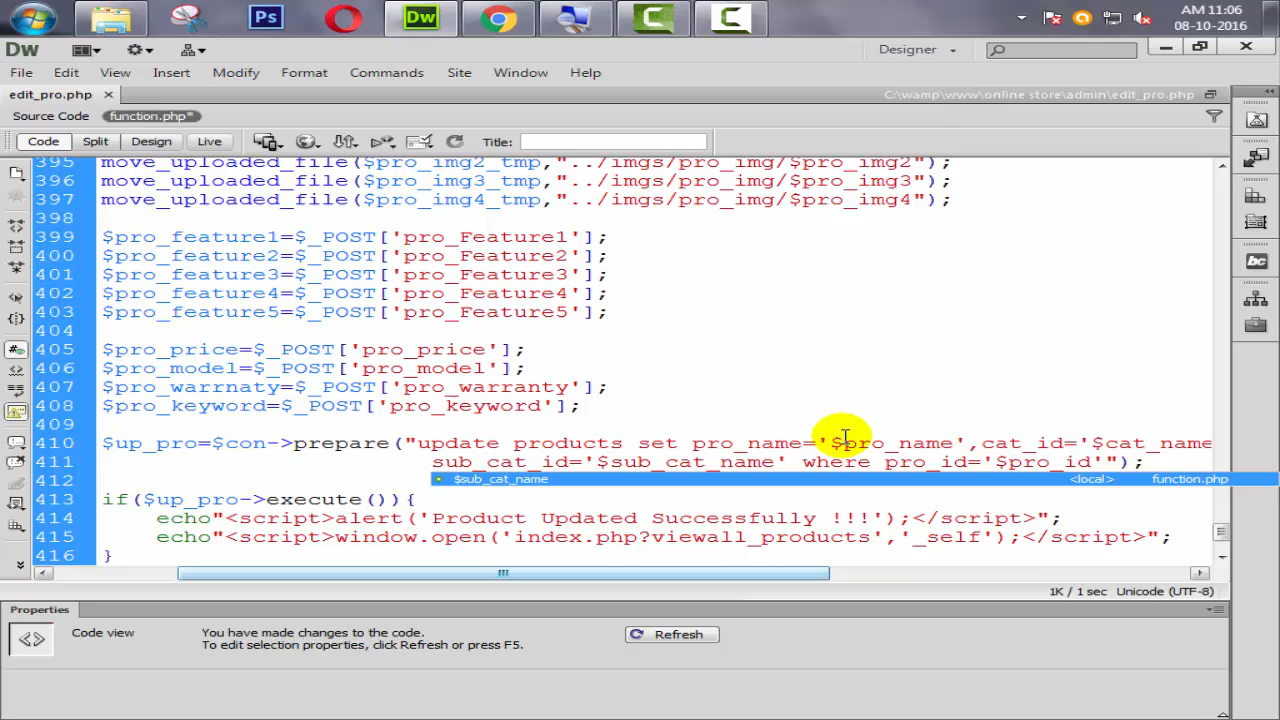 Ps
Dw
AM 11:06
08-10-2016
Dw
Designer
File Edit View Insert Modify Format Commands Site Window Help
edit_pro.php
C:\wamp\www\online store\admin\edit_pro.php
Source Code function.php*
Code Split Design Live Title:
395 move_uploaded_file($pro_img2_tmp,"../imgs/pro_img/$pro_img2");
396 move_uploaded_file($pro_img3_tmp,"../imgs/pro_img/$pro_img3");
397 move_uploaded_file($pro_img4_tmp,"../imgs/pro_img/$pro_img4");
398
399 $pro_feature1=$_POST['pro_Feature1'];
400 $pro_feature2=$_POST['pro_Feature2'];
401 $pro_feature3=$_POST['pro_Feature3'];
402 $pro_feature4=$_POST['pro_Feature4'];
403 $pro_feature5=$_POST['pro_Feature5'];
404
405 $pro_price=$_POST['pro_price'];
406 $pro_model=$_POST['pro_model'];
407 $pro_warrnaty=$_POST['pro_warranty'];
408 $pro_keyword=$_POST['pro_keyword'];
409
410 $up_pro=$con->prepare("update products set pro_name='$pro_name',cat_id='$cat_name
411 sub_cat_id='$sub_cat_name' where pro_id='$pro_id'");
412 $sub_cat_name <local> function.php
413 if($up_pro->execute()){
414 echo"<script>alert('Product Updated Successfully !!!');</script>";
415 echo"<script>window.open('index.php?viewall_products','_self');</script>";
416 }
1K / 1 sec Unicode (UTF-8)
Properties
Code view
You have made changes to the code.
To edit selection properties, click Refresh or press F5.
Refresh
bc